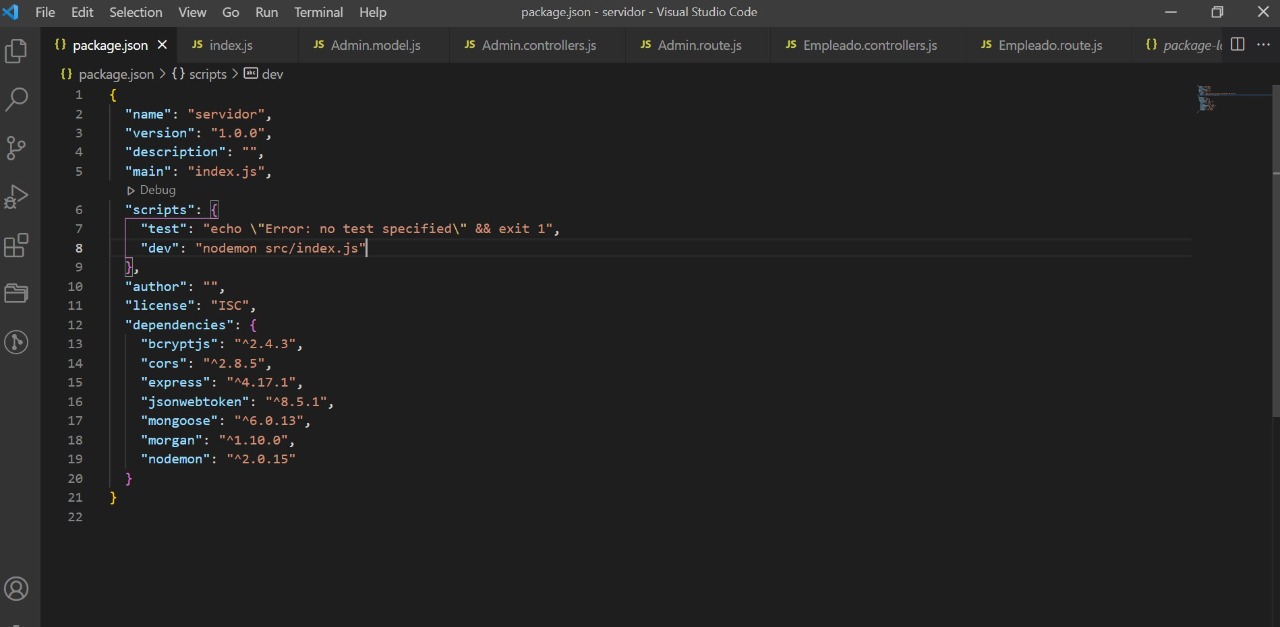 File Edit Selection View Go Run Terminal Help package.json - servidor - Visual Studio Code
{} package.json JS index.js JS Admin.model.js JS Admin.controllers.js JS Admin.route.js JS Empleado.controllers.js JS Empleado.route.js {} package-l
{} package.json > {} scripts > abc dev
1 {
2 "name": "servidor",
3 "version": "1.0.0",
4 "description": "",
5 "main": "index.js",
Debug
6 "scripts": {
7 "test": "echo \"Error: no test specified\" && exit 1",
8 "dev": "nodemon src/index.js"
9 },
10 "author": "",
11 "license": "ISC",
12 "dependencies": {
13 "bcryptjs": "^2.4.3",
14 "cors": "^2.8.5",
15 "express": "^4.17.1",
16 "jsonwebtoken": "^8.5.1",
17 "mongoose": "^6.0.13",
18 "morgan": "^1.10.0",
19 "nodemon": "^2.0.15"
20 }
21 }
22